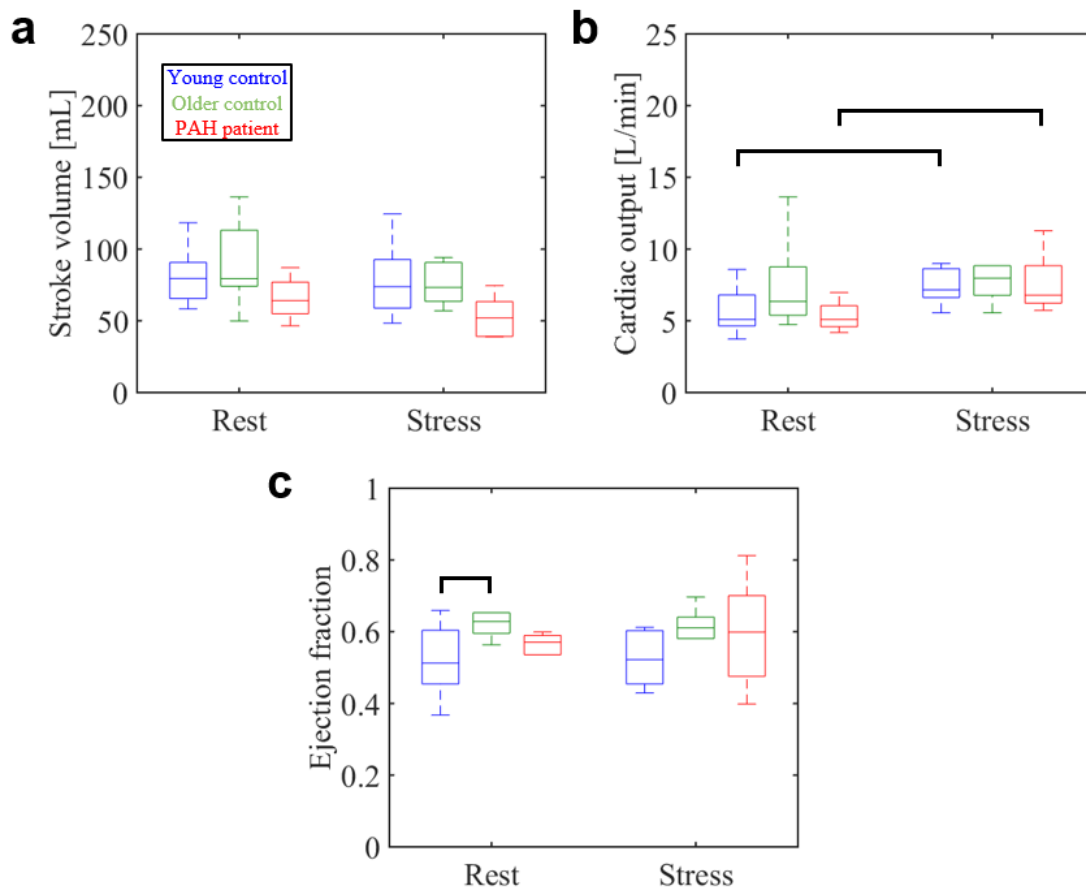 a
250
200
150
100
50
0
Stroke volume [mL]
Young control
Older control
PAH patient
Rest Stress
b
25
20
15
10
5
0
Cardiac output [L/min]
Rest Stress
c
1
0.8
0.6
0.4
0.2
0
Ejection fraction
Rest Stress